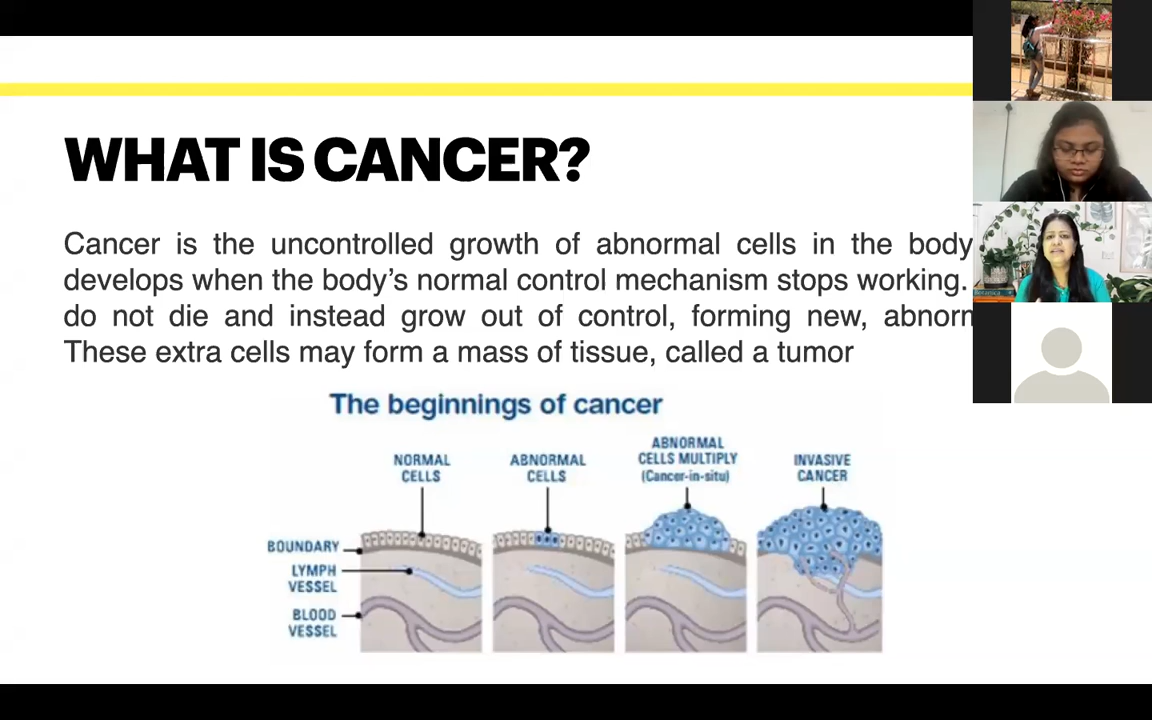 WHAT IS CANCER?
Cancer is the uncontrolled growth of abnormal cells in the body
develops when the body’s normal control mechanism stops working.
do not die and instead grow out of control, forming new,
These extra cells may form a mass of tissue, called a tumor
The beginnings of cancer
NORMAL
CELLS
ABNORMAL
CELLS
ABNORMAL
CELLS MULTIPLY
(Cancer-in-situ)
INVASIVE
CANCER
BOUNDARY
LYMPH
VESSEL
BLOOD
VESSEL